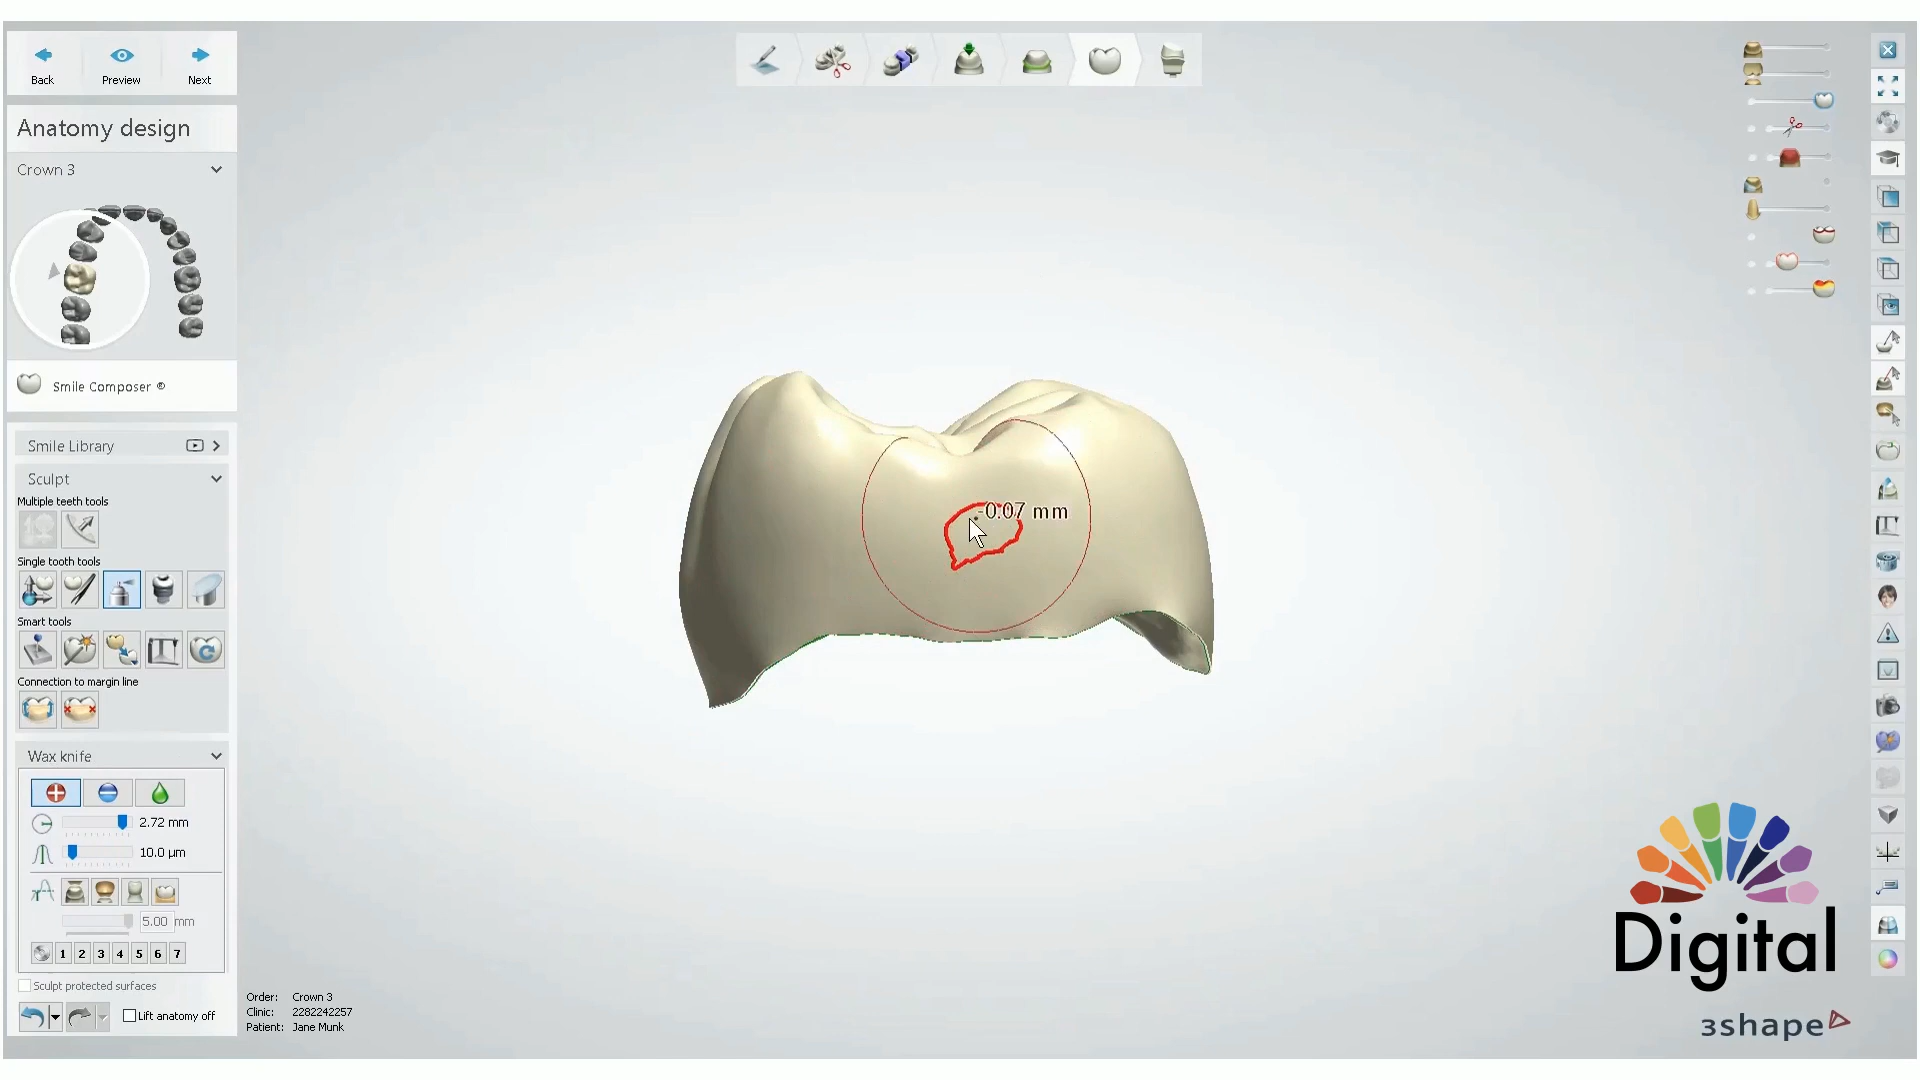 Back
Preview
Next
Anatomy design
Crown 3
Smile Composer ®
Smile Library
Sculpt
Multiple teeth tools
Single tooth tools
Smart tools
Connection to margin line
Wax knife
2.72 mm
10.0 µm
5.00 mm
1 2 3 4 5 6 7
Sculpt protected surfaces
Lift anatomy off
Order: Crown 3
Clinic: 2282242257
Patient: Jane Munk
-0.07 mm
Digital
3shape